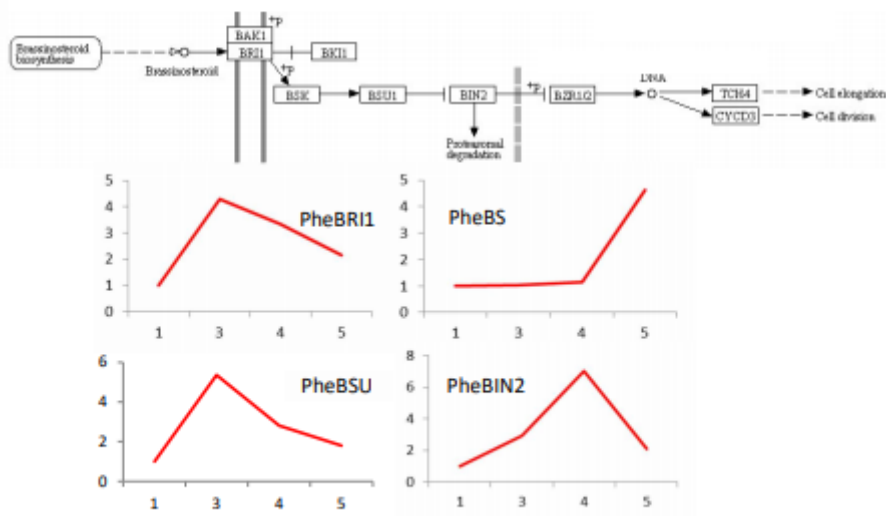 +p
BAK1
Brassinosteroid
biosynthesis
BRI1
BKI1
Brassinosteroid
+p
DNA
BSK
BSU1
BIN2
+p
BZR1/2
TCH4
Cell elongation
CYCD3
Cell division
Proteasomal
degradation
5
4
3
2
1
0
PheBRI1
1 3 4 5
5
4
3
2
1
0
PheBS
1 3 4 5
6
4
2
0
PheBSU
1 3 4 5
8
6
4
2
0
PheBIN2
1 3 4 5